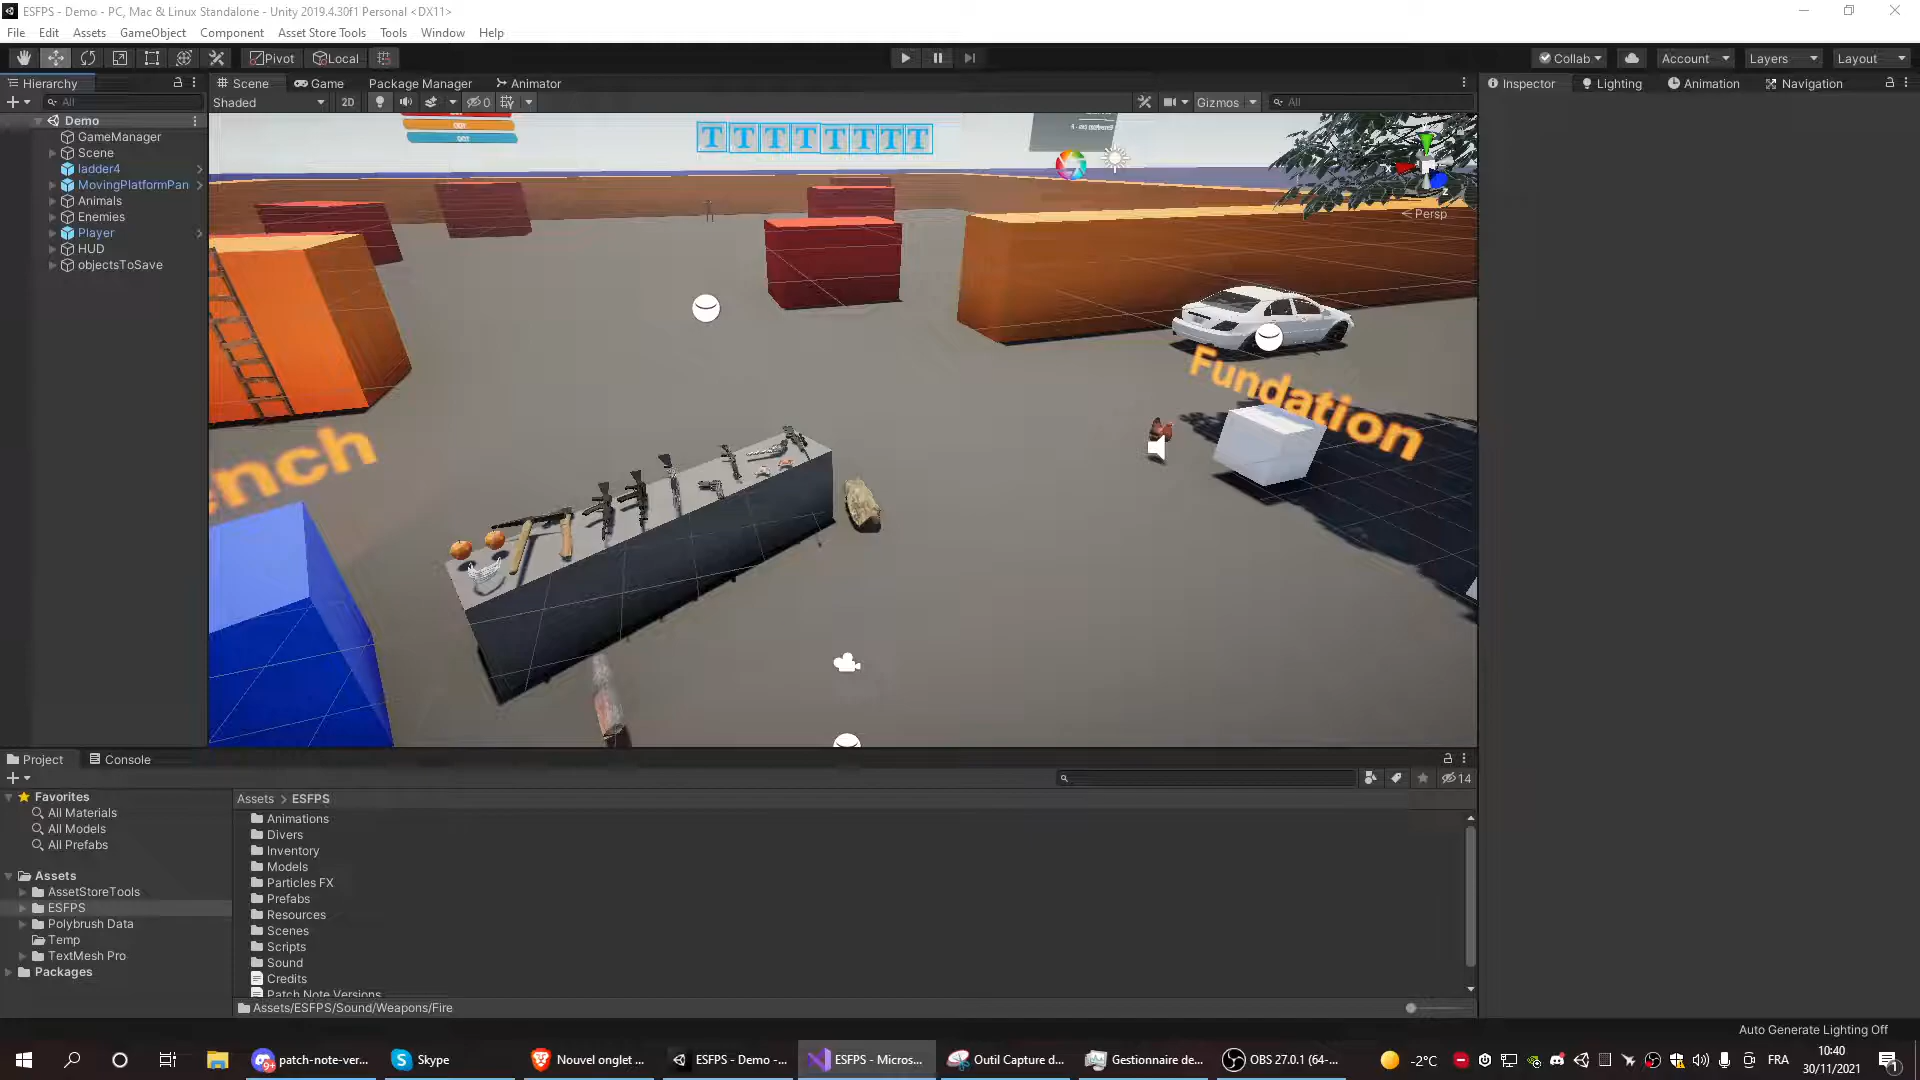 ESFPS - Demo - PC, Mac & Linux Standalone - Unity 2019.4.30f1 Personal <DX11>
File Edit Assets GameObject Component Asset Store Tools Tools Window Help
Pivot Local Collab Account Layers Layout
Hierarchy
All
Demo
GameManager
Scene
ladder4
MovingPlatformPan
Animals
Enemies
Player
HUD
objectsToSave
Scene Game Package Manager Animator
Shaded 2D 0 Gizmos All
TTTTTTTT
x
z
Persp
Fundation
ench
Inspector Lighting Animation Navigation
Project Console
14
Favorites
All Materials
All Models
All Prefabs
Assets
AssetStoreTools
ESFPS
Polybrush Data
Temp
TextMesh Pro
Packages
Assets > ESFPS
Animations
Divers
Inventory
Models
Particles FX
Prefabs
Resources
Scenes
Scripts
Sound
Credits
Patch Note Versions
Assets/ESFPS/Sound/Weapons/Fire
Auto Generate Lighting Off
9+ patch-note-ver... Skype Nouvel onglet ... ESFPS - Demo -... ESFPS - Micros... Outil Capture d... Gestionnaire de... OBS 27.0.1 (64-... -2°C FRA
10:40
30/11/2021
1